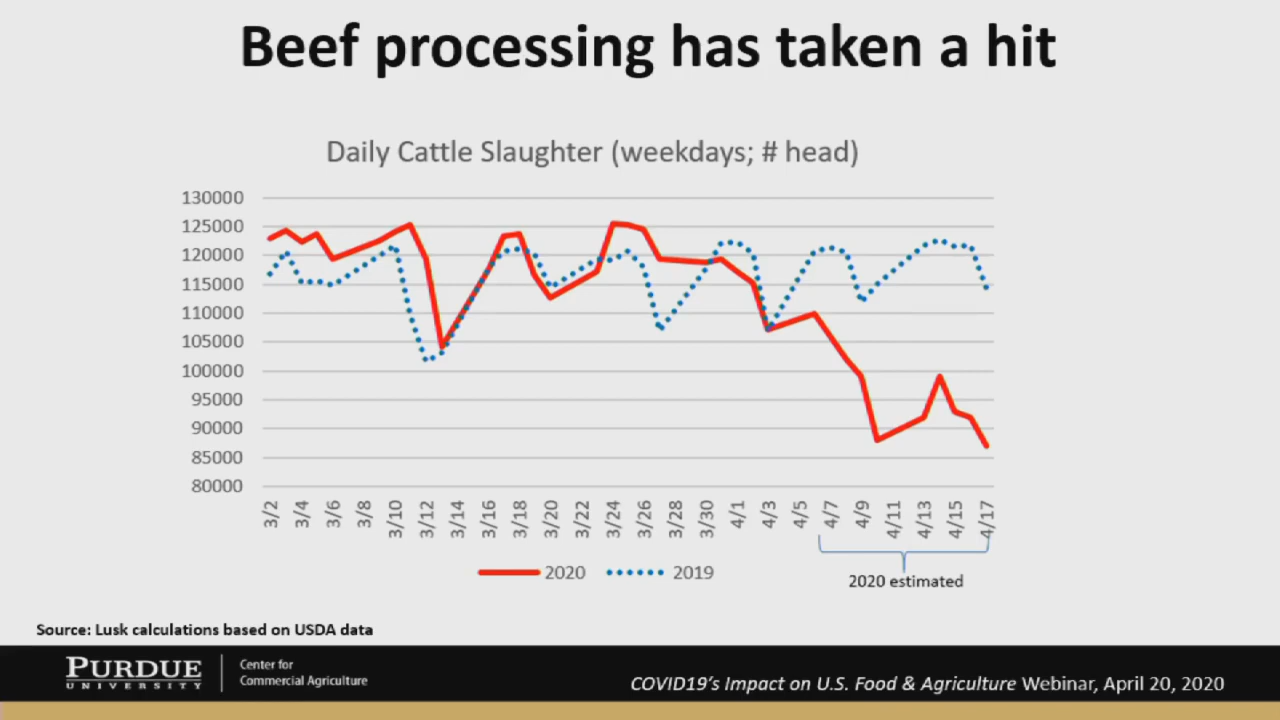 Beef processing has taken a hit
Daily Cattle Slaughter (weekdays; # head)
130000
125000
120000
115000
110000
105000
100000
95000
90000
85000
80000
3/2 3/4 3/6 3/8 3/10 3/12 3/14 3/16 3/18 3/20 3/22 3/24 3/26 3/28 3/30 4/1 4/3 4/5 4/7 4/9 4/11 4/13 4/15 4/17
2020 2019
2020 estimated
Source: Lusk calculations based on USDA data
PURDUE
UNIVERSITY
Center for
Commercial Agriculture
COVID19's Impact on U.S. Food & Agriculture Webinar, April 20, 2020